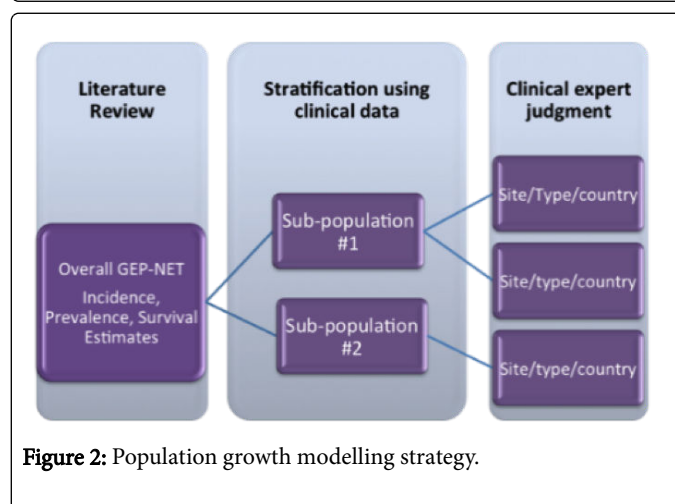 Literature
Review
Stratification using
clinical data
Clinical expert
judgment
Overall GEP-NET
Incidence,
Prevalence, Survival
Estimates
Sub-population
#1
Sub-population
#2
Site/Type/country
Site/type/country
Site/type/country
Figure 2: Population growth modelling strategy.